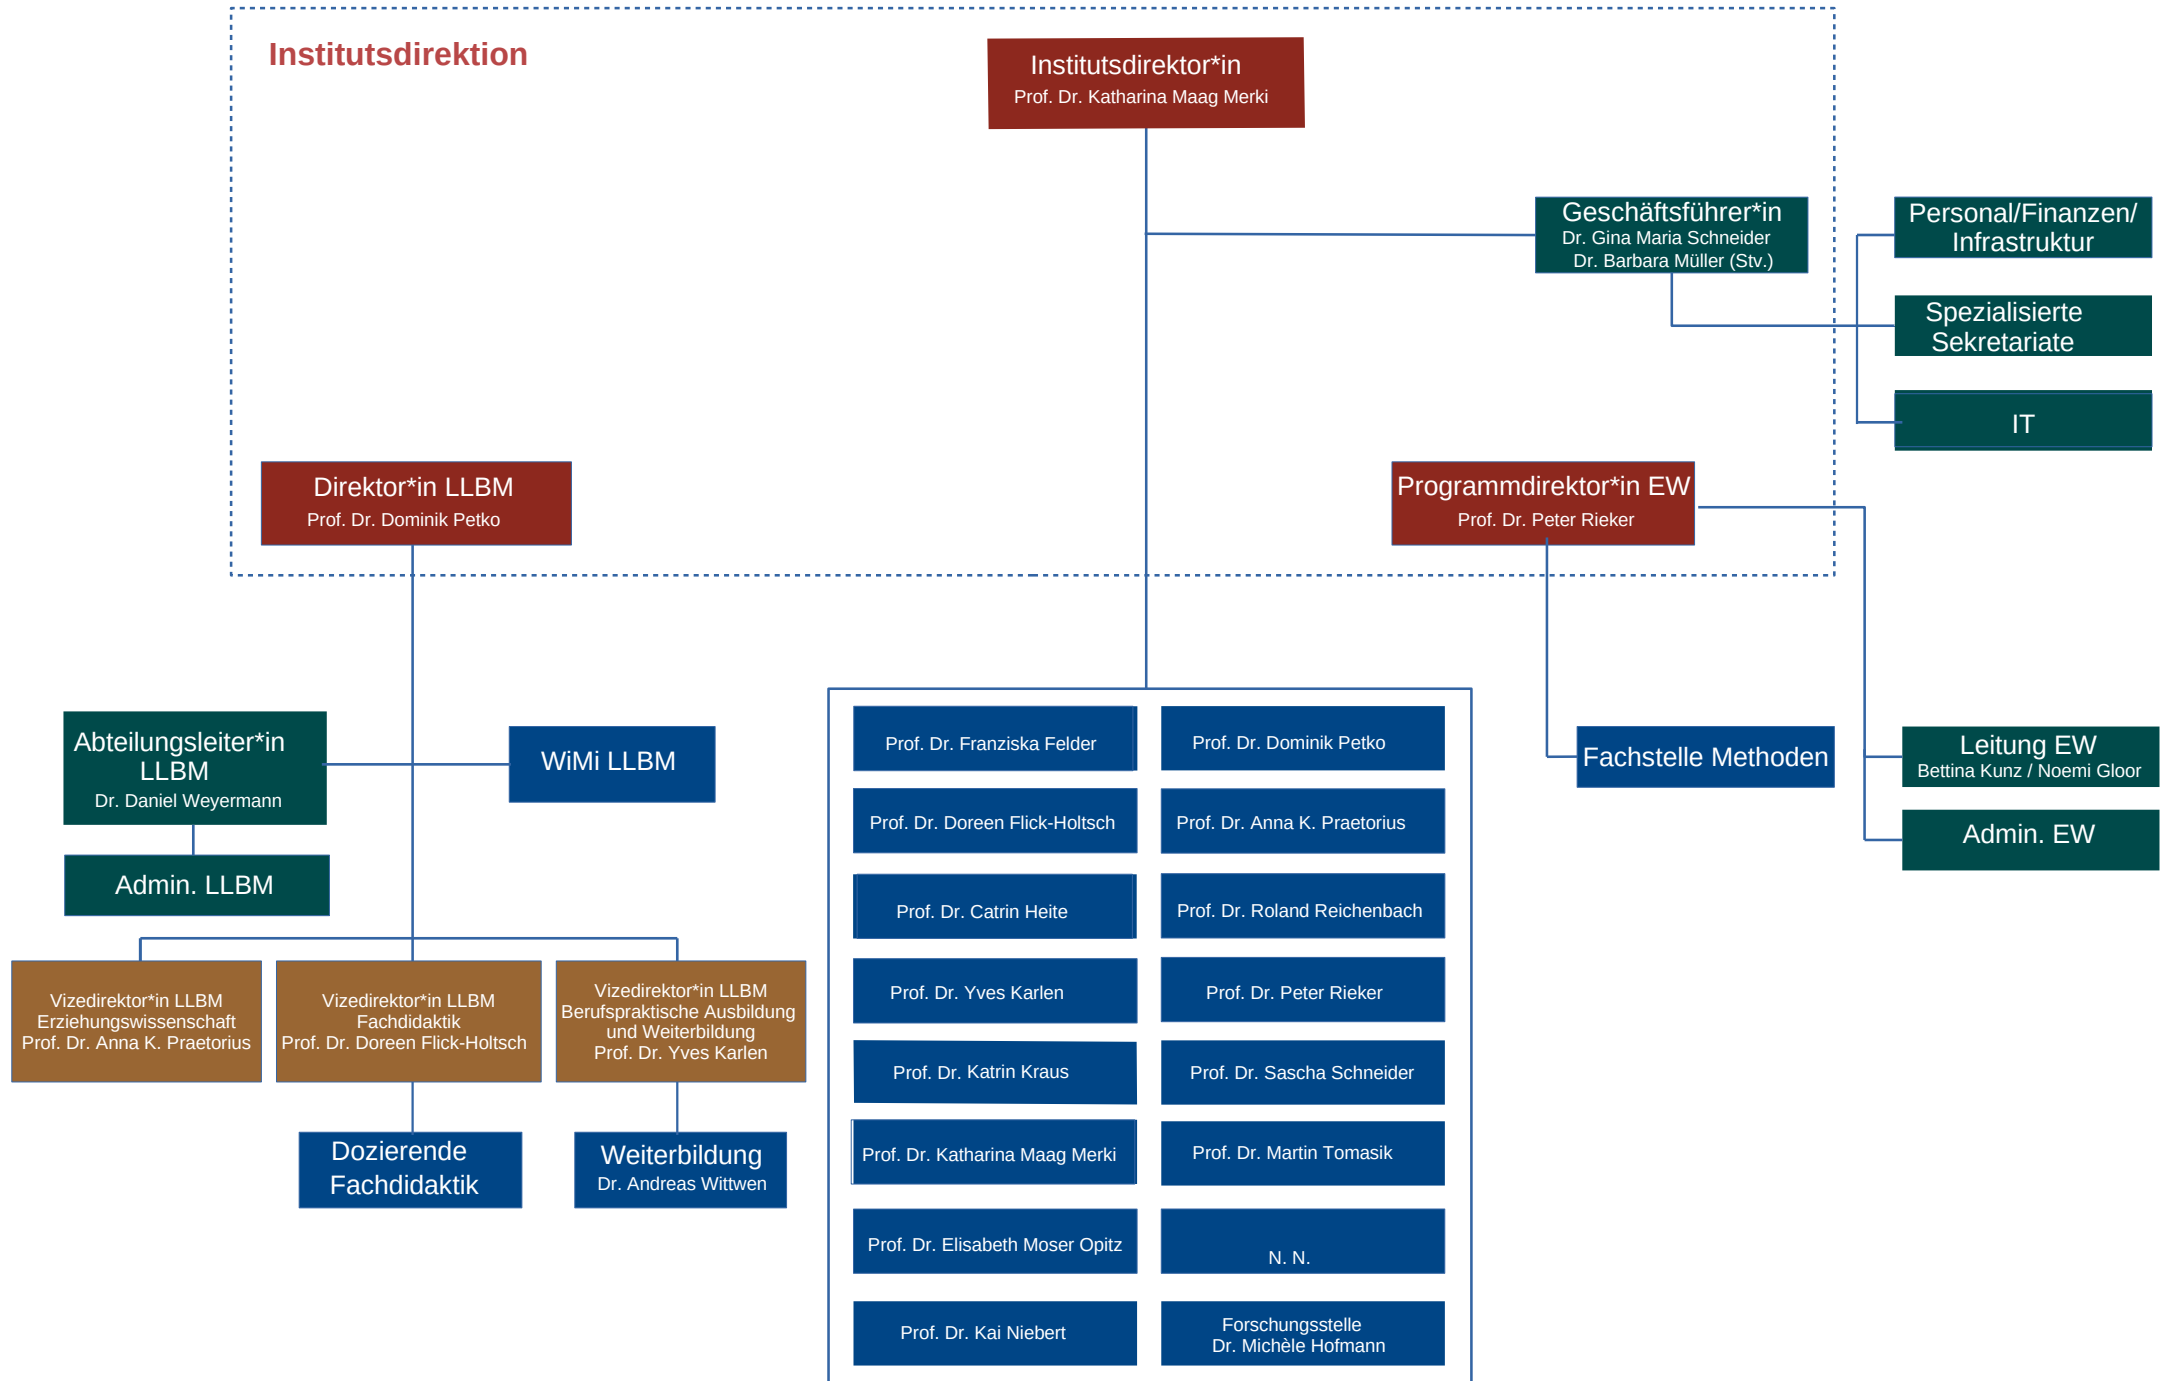 Institutsdirektion
Institutsdirektor*in
Prof. Dr. Katharina Maag Merki
Geschäftsführer*in
Dr. Gina Maria Schneider
Dr. Barbara Müller (Stv.)
Personal/Finanzen/
Infrastruktur
Spezialisierte
Sekretariate
IT
Direktor*in LLBM
Prof. Dr. Dominik Petko
Programmdirektor*in EW
Prof. Dr. Peter Rieker
Abteilungsleiter*in
LLBM
Dr. Daniel Weyermann
WiMi LLBM
Admin. LLBM
Vizedirektor*in LLBM
Erziehungswissenschaft
Prof. Dr. Anna K. Praetorius
Vizedirektor*in LLBM
Fachdidaktik
Prof. Dr. Doreen Flick-Holtsch
Vizedirektor*in LLBM
Berufspraktische Ausbildung
und Weiterbildung
Prof. Dr. Yves Karlen
Dozierende
Fachdidaktik
Weiterbildung
Dr. Andreas Wittwen
Prof. Dr. Franziska Felder
Prof. Dr. Dominik Petko
Prof. Dr. Doreen Flick-Holtsch
Prof. Dr. Anna K. Praetorius
Prof. Dr. Catrin Heite
Prof. Dr. Roland Reichenbach
Prof. Dr. Yves Karlen
Prof. Dr. Peter Rieker
Prof. Dr. Katrin Kraus
Prof. Dr. Sascha Schneider
Prof. Dr. Katharina Maag Merki
Prof. Dr. Martin Tomasik
Prof. Dr. Elisabeth Moser Opitz
N. N.
Prof. Dr. Kai Niebert
Forschungsstelle
Dr. Michèle Hofmann
Fachstelle Methoden
Leitung EW
Bettina Kunz / Noemi Gloor
Admin. EW